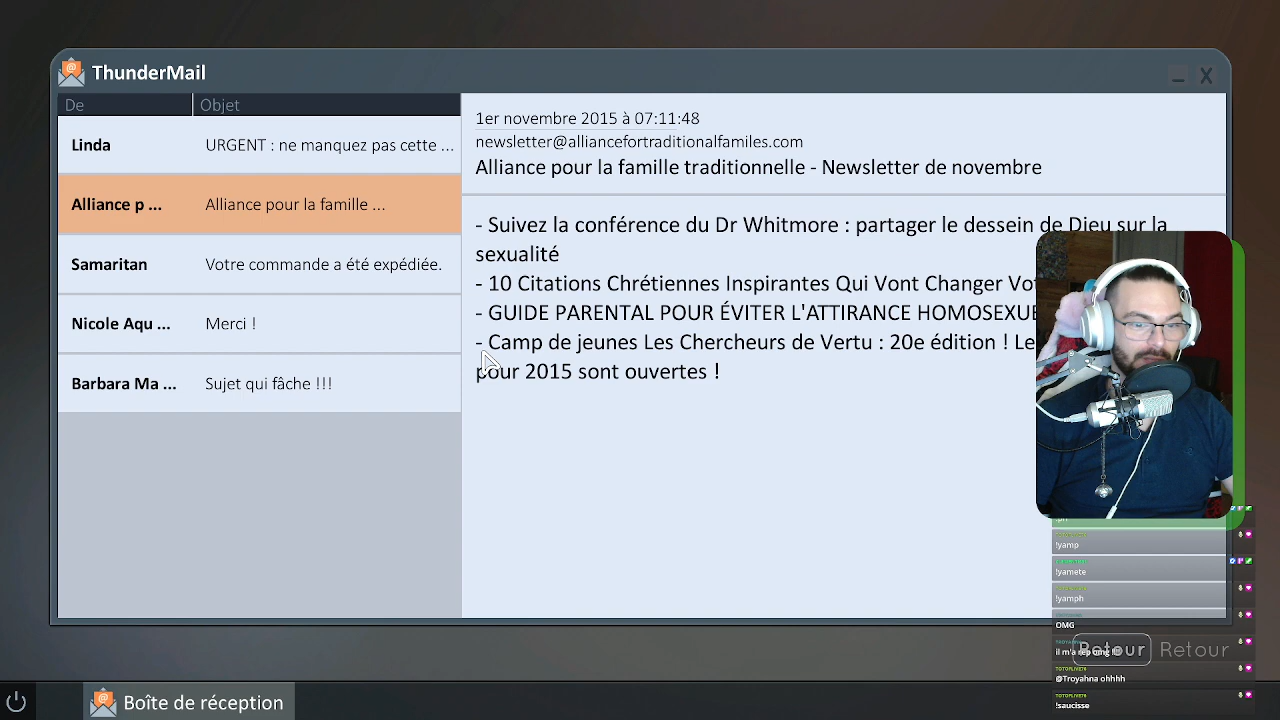 ThunderMail
De
Objet
Linda
URGENT : ne manquez pas cette ...
Alliance p ...
Alliance pour la famille ...
Samaritan
Votre commande a été expédiée.
Nicole Aqu ...
Merci !
Barbara Ma ...
Sujet qui fâche !!!
1er novembre 2015 à 07:11:48
newsletter@alliancefortraditionalfamiles.com
Alliance pour la famille traditionnelle - Newsletter de novembre
- Suivez la conférence du Dr Whitmore : partager le dessein de Dieu sur la
sexualité
- 10 Citations Chrétiennes Inspirantes Qui Vont Changer
- GUIDE PARENTAL POUR ÉVITER L'ATTIRANCE
- Camp de jeunes Les Chercheurs de Vertu : 20e édition !
pour 2015 sont ouvertes !
!yamp
!yamete
!yamph
OMG
il m'a rep omg
@Troyahna ohhhh
!saucisse
Retour Retour
Boîte de réception